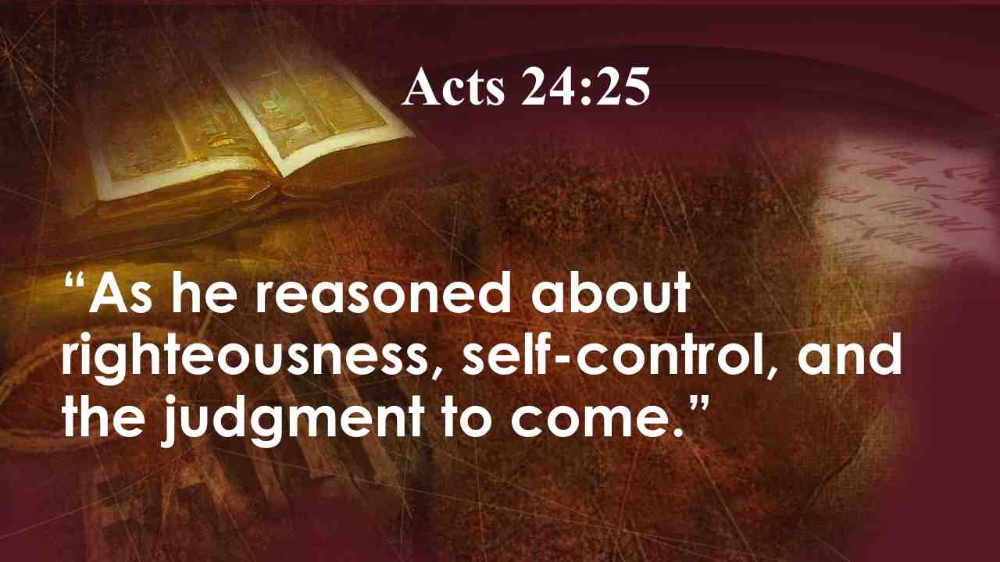 Acts 24:25
“As he reasoned about
righteousness, self-control, and
the judgment to come.”